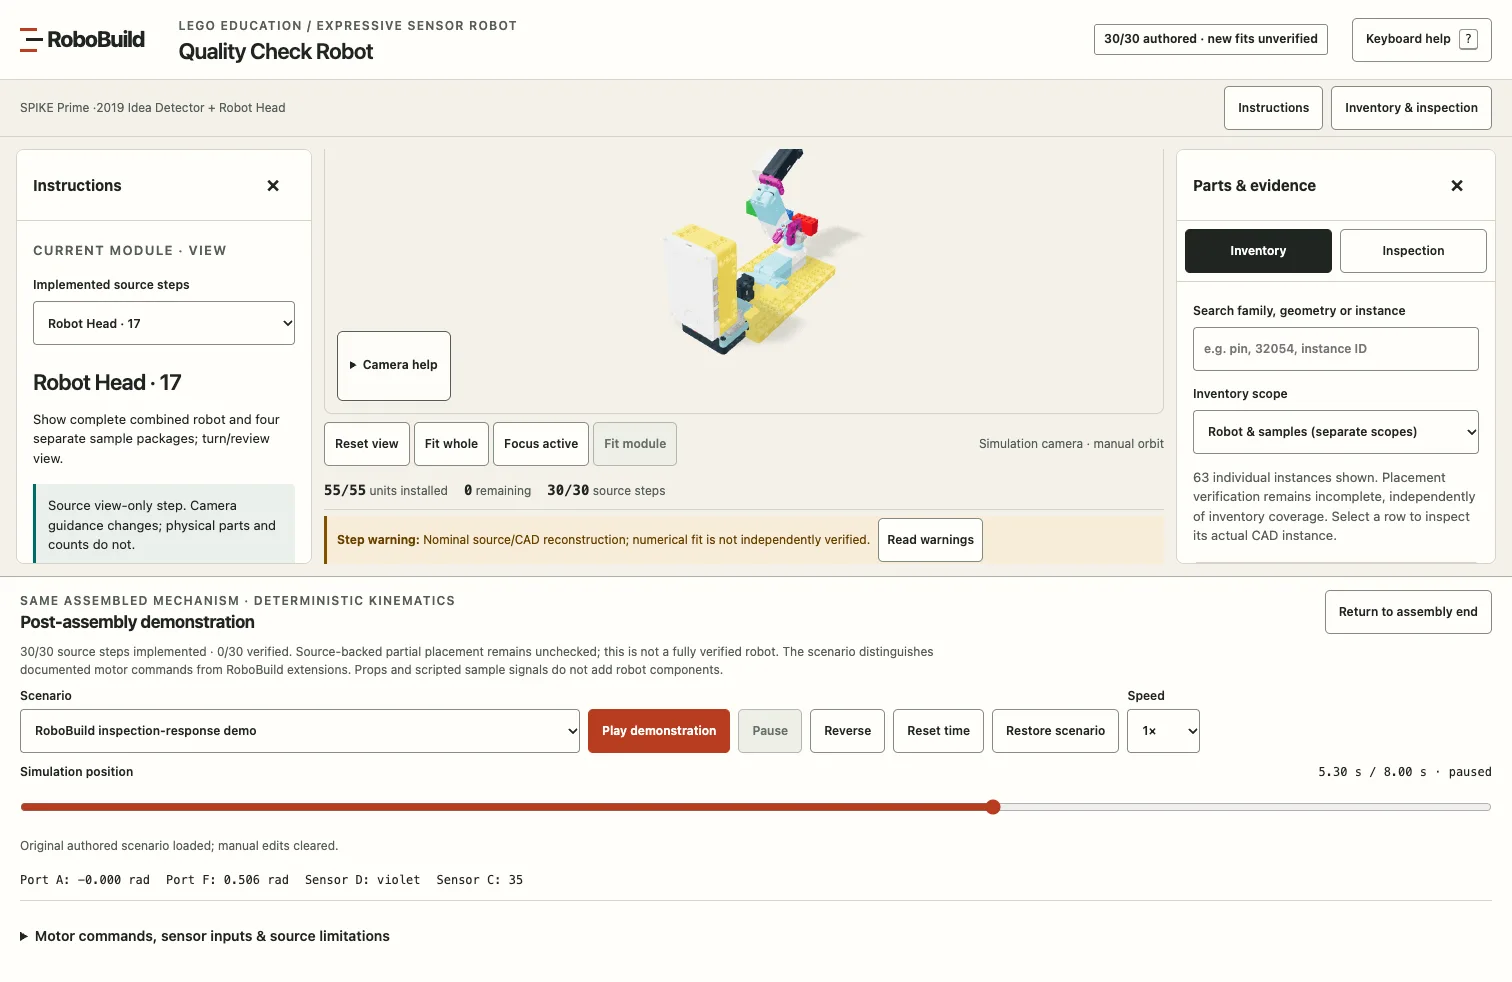 RoboBuild
LEGO EDUCATION / EXPRESSIVE SENSOR ROBOT
Quality Check Robot
30/30 authored · new fits unverified
Keyboard help ?
SPIKE Prime ·2019 Idea Detector + Robot Head
Instructions
Inventory & inspection
Instructions
×
CURRENT MODULE · VIEW
Implemented source steps
Robot Head · 17
Robot Head · 17
Show complete combined robot and four
separate sample packages; turn/review
view.
Source view-only step. Camera
guidance changes; physical parts and
counts do not.
Camera help
Reset view
Fit whole
Focus active
Fit module
Simulation camera · manual orbit
55/55 units installed 0 remaining 30/30 source steps
Step warning: Nominal source/CAD reconstruction; numerical fit is not independently verified.
Read warnings
Parts & evidence
×
Inventory
Inspection
Search family, geometry or instance
e.g. pin, 32054, instance ID
Inventory scope
Robot & samples (separate scopes)
63 individual instances shown. Placement
verification remains incomplete, independently
of inventory coverage. Select a row to inspect
its actual CAD instance.
SAME ASSEMBLED MECHANISM · DETERMINISTIC KINEMATICS
Post-assembly demonstration
Return to assembly end
30/30 source steps implemented · 0/30 verified. Source-backed partial placement remains unchecked; this is not a fully verified robot. The scenario distinguishes
documented motor commands from RoboBuild extensions. Props and scripted sample signals do not add robot components.
Scenario
Speed
RoboBuild inspection-response demo
Play demonstration
Pause
Reverse
Reset time
Restore scenario
1×
Simulation position
5.30 s / 8.00 s · paused
Original authored scenario loaded; manual edits cleared.
Port A: −0.000 rad Port F: 0.506 rad Sensor D: violet Sensor C: 35
Motor commands, sensor inputs & source limitations